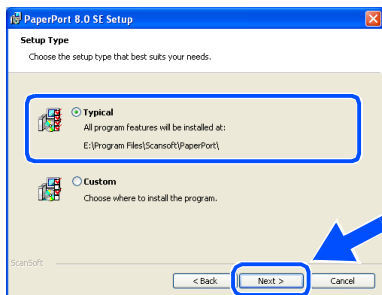 PaperPort 8.0 SE Setup
Setup Type
Choose the setup type that best suits your needs.
Typical
All program features will be installed at:
E:\Program Files\Scansoft\PaperPort\
Custom
Choose where to install the program.
ScanSoft
< Back Next > Cancel